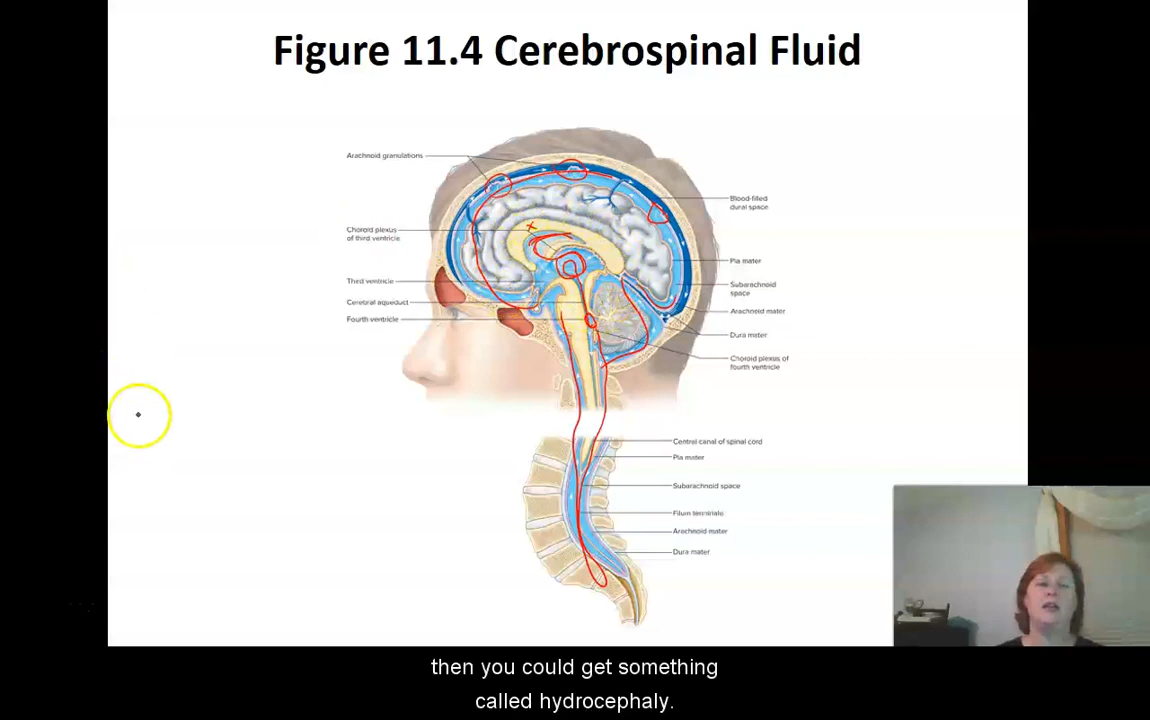 Figure 11.4 Cerebrospinal Fluid
Arachnoid granulations
Choroid plexus
of third ventricle
Third ventricle
Cerebral aqueduct
Fourth ventricle
Blood-filled
dural space
Pia mater
Subarachnoid
space
Arachnoid mater
Dura mater
Choroid plexus of
fourth ventricle
Central canal of spinal cord
Pia mater
Subarachnoid space
Filum terminale
Arachnoid mater
Dura mater
then you could get something
called hydrocephaly.